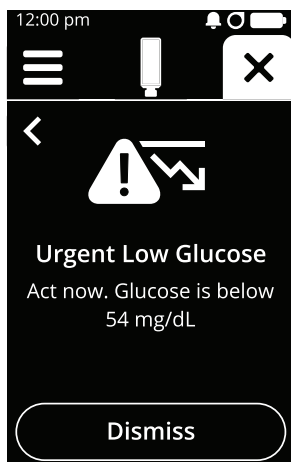 12:00 pm
Urgent Low Glucose
Act now. Glucose is below
54 mg/dL
Dismiss